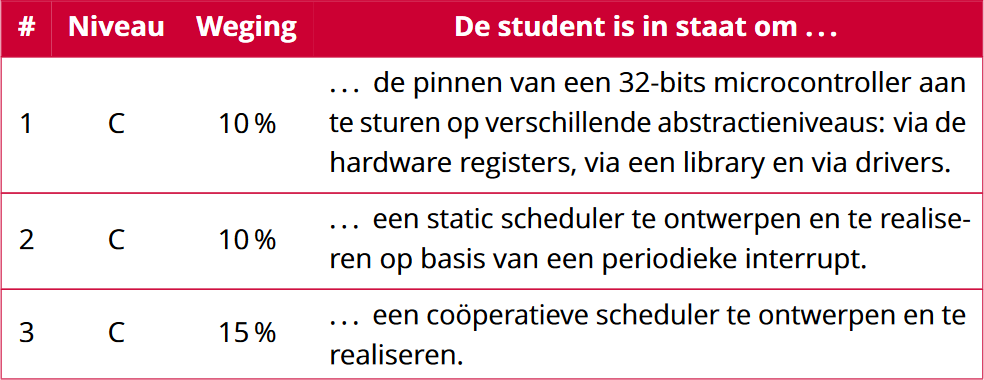 # Niveau Weging De student is in staat om ...
... de pinnen van een 32-bits microcontroller aan
1 C 10 % te sturen op verschillende abstractieniveaus: via de
hardware registers, via een library en via drivers.
... een static scheduler te ontwerpen en te realise-
2 C 10 %
ren op basis van een periodieke interrupt.
... een coöperatieve scheduler te ontwerpen en te
3 C 15 %
realiseren.